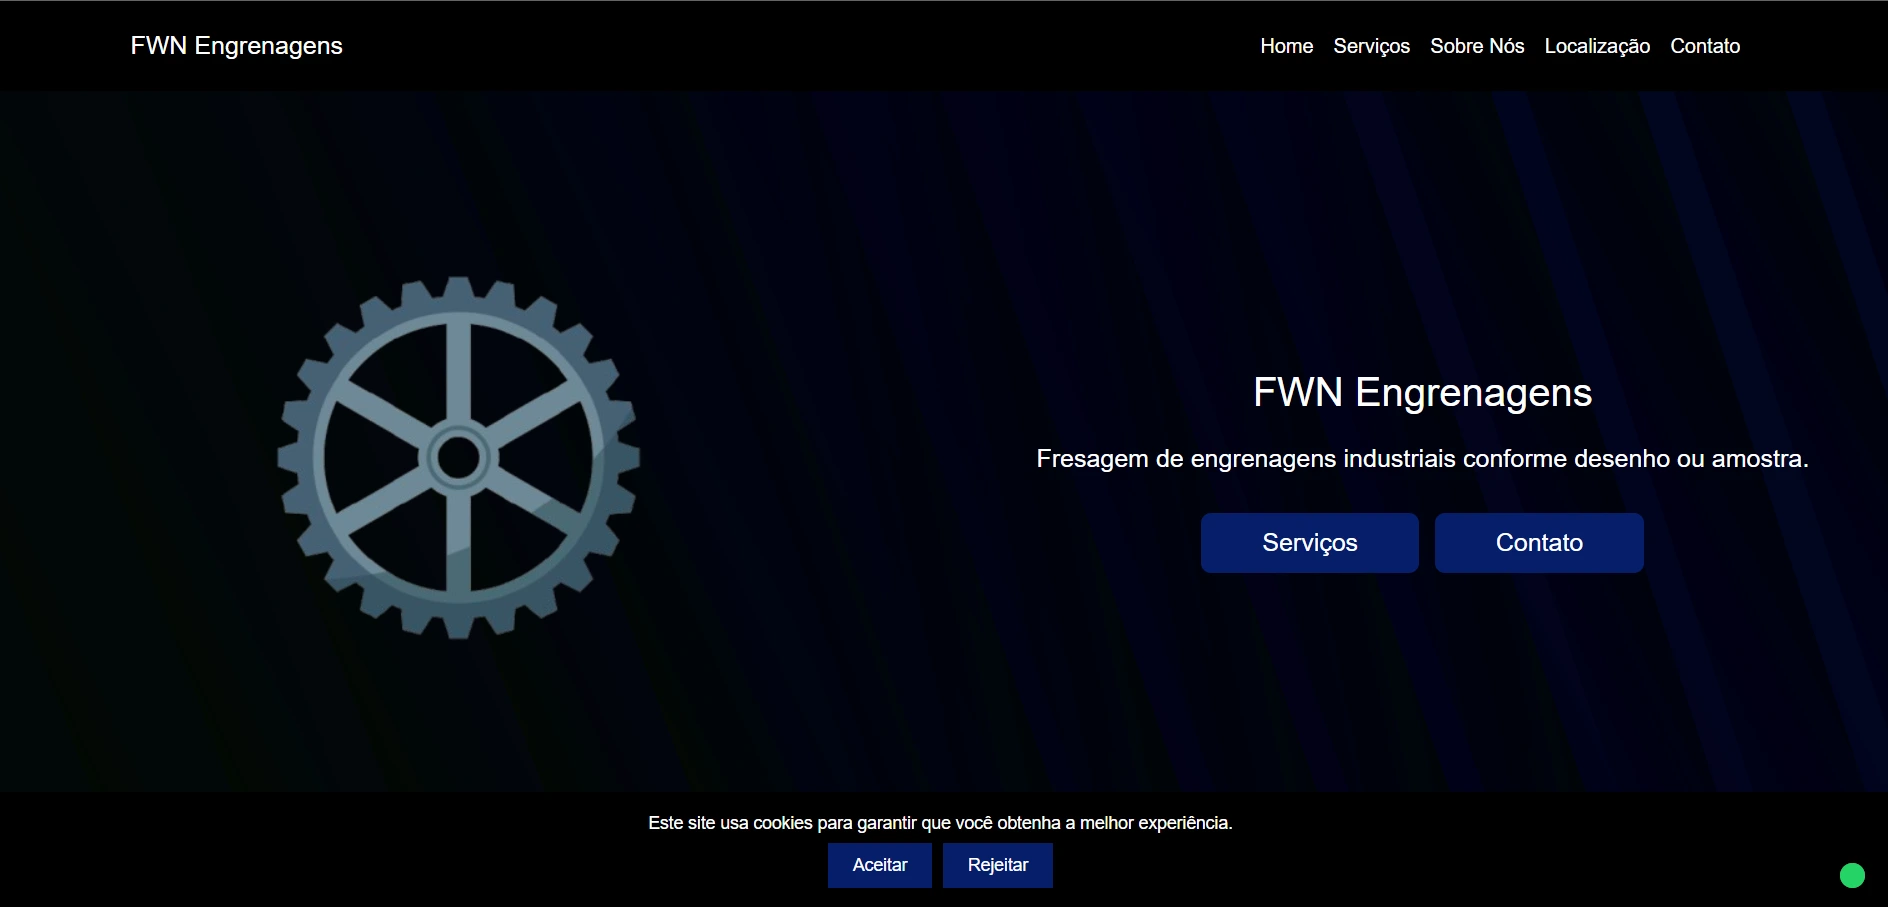 FWN Engrenagens
Home Serviços Sobre Nós Localização Contato
FWN Engrenagens
Fresagem de engrenagens industriais conforme desenho ou amostra.
Serviços Contato
Este site usa cookies para garantir que você obtenha a melhor experiência.
Aceitar Rejeitar